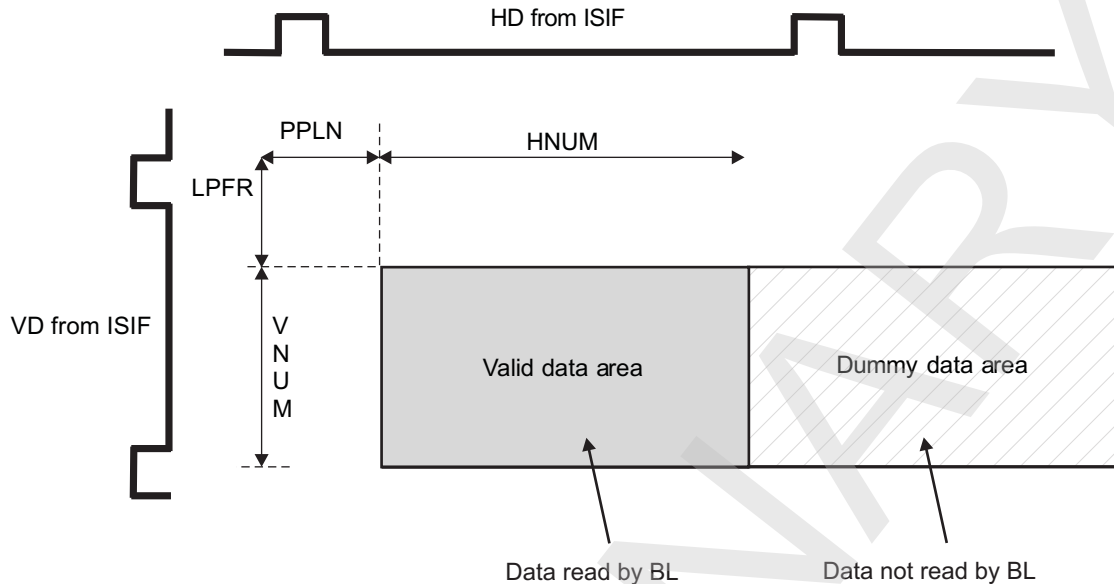 HD from ISIF
PPLN
HNUM
LPFR
VD from ISIF
V
N
U
M
Valid data area
Dummy data area
Data read by BL
Data not read by BL
VARY